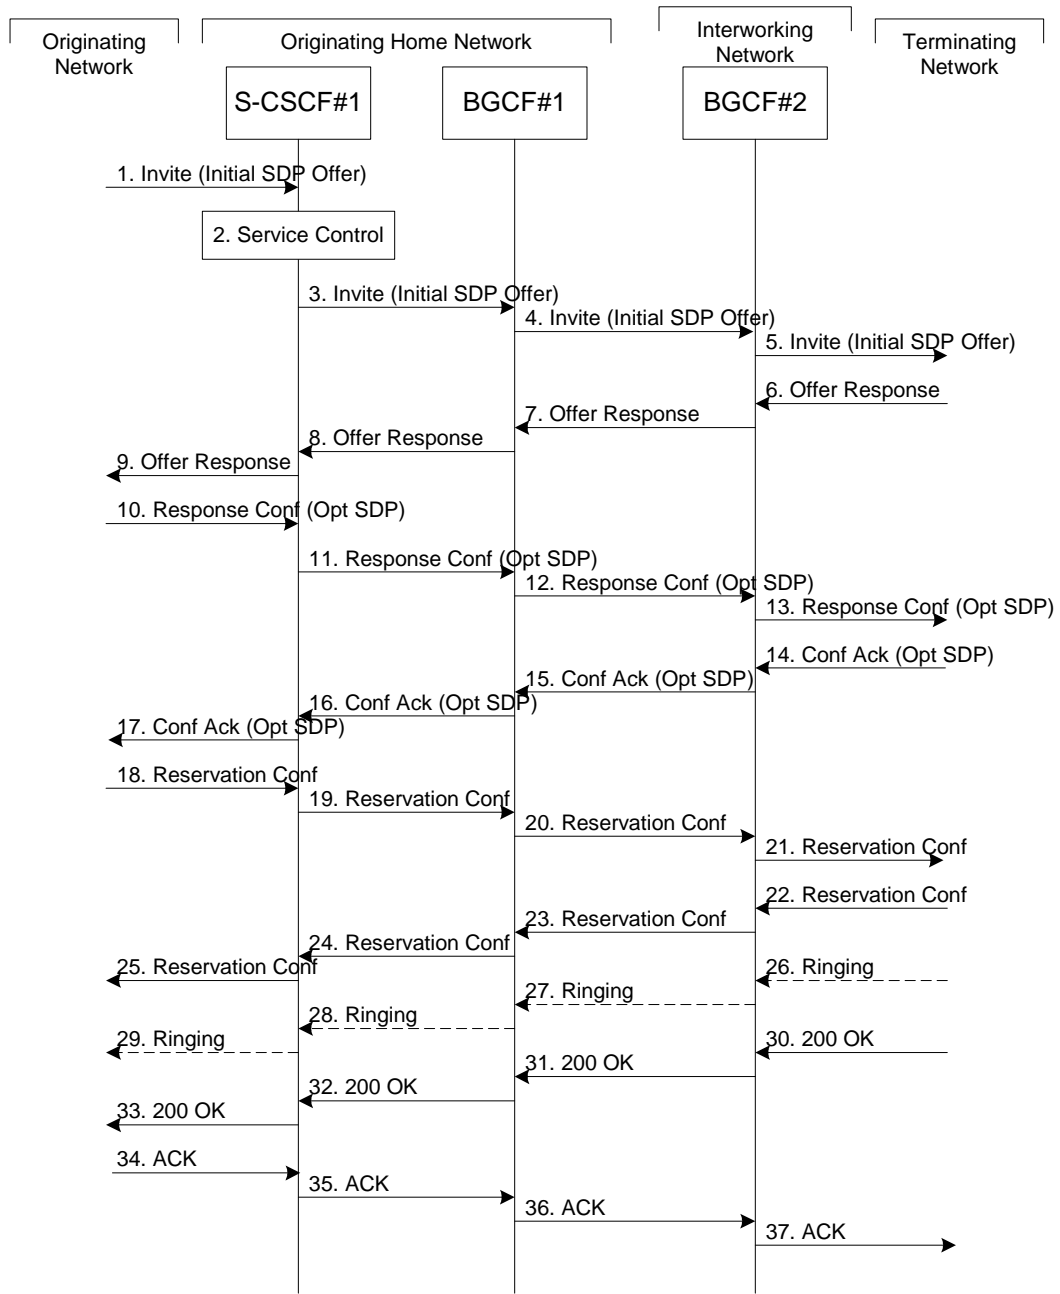 Originating
Network
Originating Home Network
Interworking
Network
Terminating
Network
S-CSCF#1
BGCF#1
BGCF#2
1. Invite (Initial SDP Offer)
2. Service Control
3. Invite (Initial SDP Offer)
4. Invite (Initial SDP Offer)
5. Invite (Initial SDP Offer)
6. Offer Response
7. Offer Response
8. Offer Response
9. Offer Response
10. Response Conf (Opt SDP)
11. Response Conf (Opt SDP)
12. Response Conf (Opt SDP)
13. Response Conf (Opt SDP)
14. Conf Ack (Opt SDP)
15. Conf Ack (Opt SDP)
16. Conf Ack (Opt SDP)
17. Conf Ack (Opt SDP)
18. Reservation Conf
19. Reservation Conf
20. Reservation Conf
21. Reservation Conf
22. Reservation Conf
23. Reservation Conf
24. Reservation Conf
25. Reservation Conf
26. Ringing
27. Ringing
28. Ringing
29. Ringing
30. 200 OK
31. 200 OK
32. 200 OK
33. 200 OK
34. ACK
35. ACK
36. ACK
37. ACK